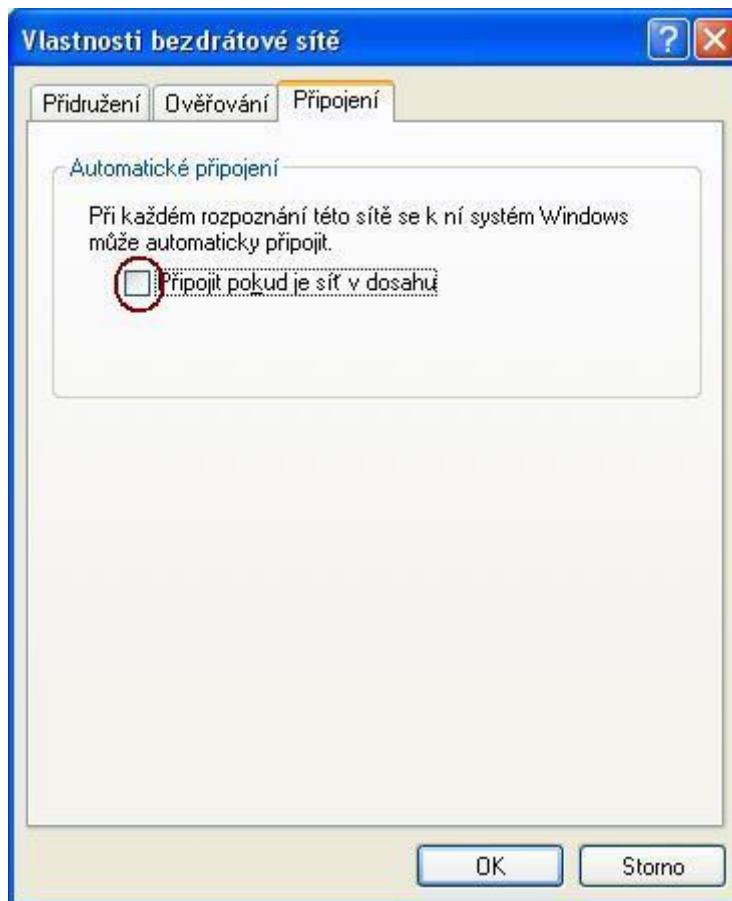 Vlastnosti bezdrátové sítě
Přidružení Ověřování Připojení
Automatické připojení
Při každém rozpoznání této sítě se k ní systém Windows
může automaticky připojit.
Připojit pokud je síť v dosahu
OK Storno